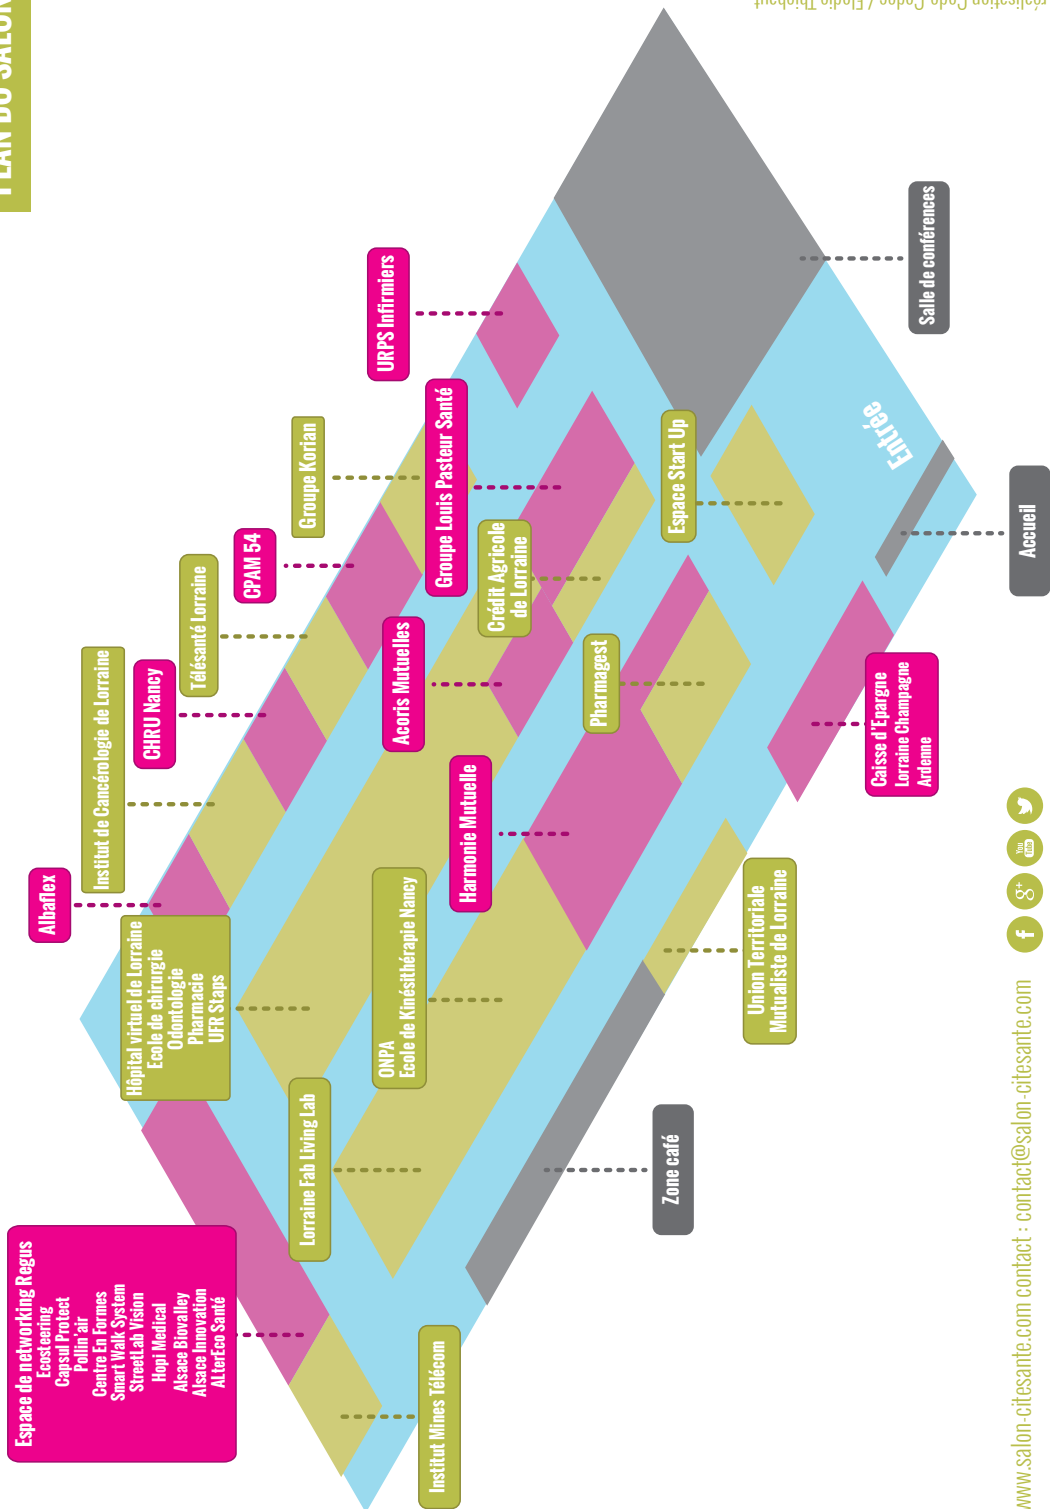 PLAN DU SALON
Espace de networking Regus
Ecosteering
Capsul Protect
Pollin'air
Centre En Formes
Smart Walk System
StreetLab Vision
Hopi Medical
Alsace Biovalley
Alsace Innovation
ALterEco Santé
Albaflex
Hôpital virtuel de Lorraine
Ecole de chirurgie
Odontologie
Pharmacie
UFR Staps
Institut de Cancérologie de Lorraine
CHRU Nancy
Télésanté Lorraine
CPAM 54
Groupe Korian
URPS Infirmiers
Groupe Louis Pasteur Santé
Acoris Mutuelles
Crédit Agricole
de Lorraine
Harmonie Mutuelle
ONPA
Ecole de Kinésithérapie Nancy
Lorraine Fab Living Lab
Institut Mines Télécom
Pharmagest
Espace Start Up
Zone café
Union Territoriale
Mutualiste de Lorraine
Caisse d'Epargne
Lorraine Champagne
Ardenne
Entrée
Salle de conférences
Accueil
www.salon-citesante.com contact : contact@salon-citesante.com
f
g+
You
Tube